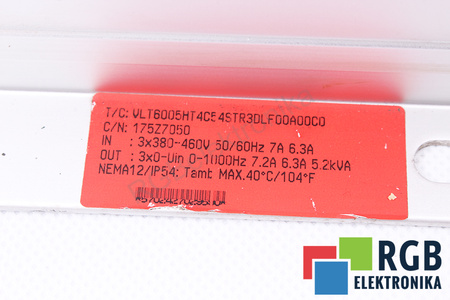 T/C: VLT6005HT4C54STR3DLF00A00C0
C/N: 175Z7050
IN : 3x380-460V 50/60Hz 7A 6.3A
OUT : 3x0-Uin 0-1000Hz 7.2A 6.3A 5.2kVA
NEMA12/IP54: Tamb MAX.40°C/104°F
RGB
ELEKTRONIKA